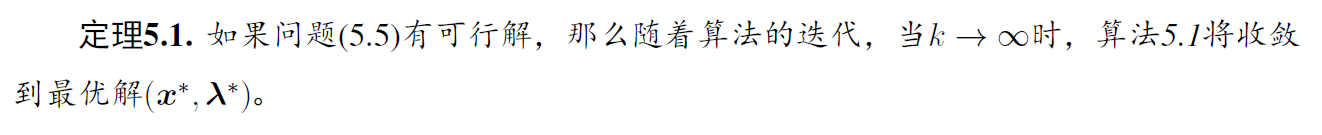 定理5.1. 如果问题(5.5)有可行解，那么随着算法的迭代，当k → ∞时，算法5.1将收敛
到最优解(x*, λ*)。